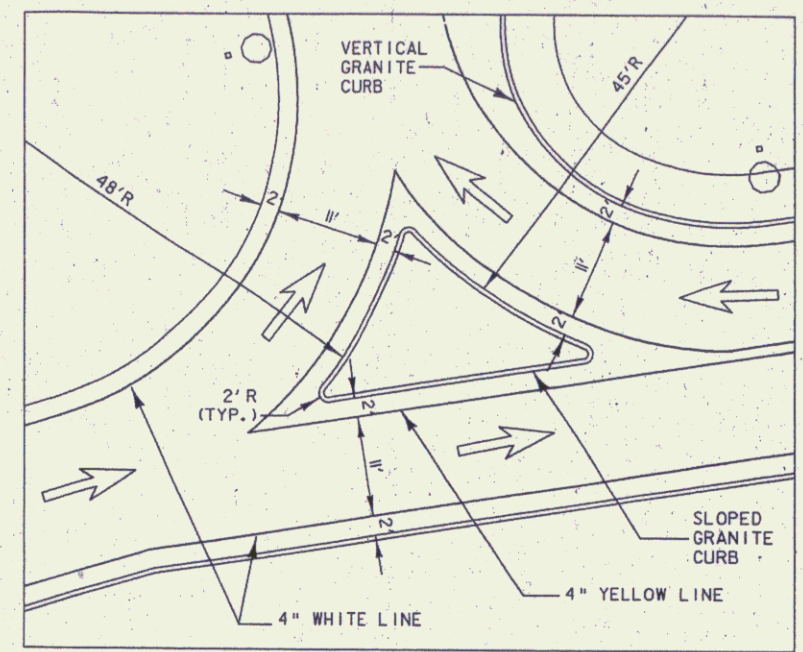 VERTICAL
GRANITE
CURB
45'R
48'R
2'
11'
2'
2'
11'
2'
2'R
(TYP.)
2'
11'
2'
SLOPED
GRANITE
CURB
4" YELLOW LINE
4" WHITE LINE